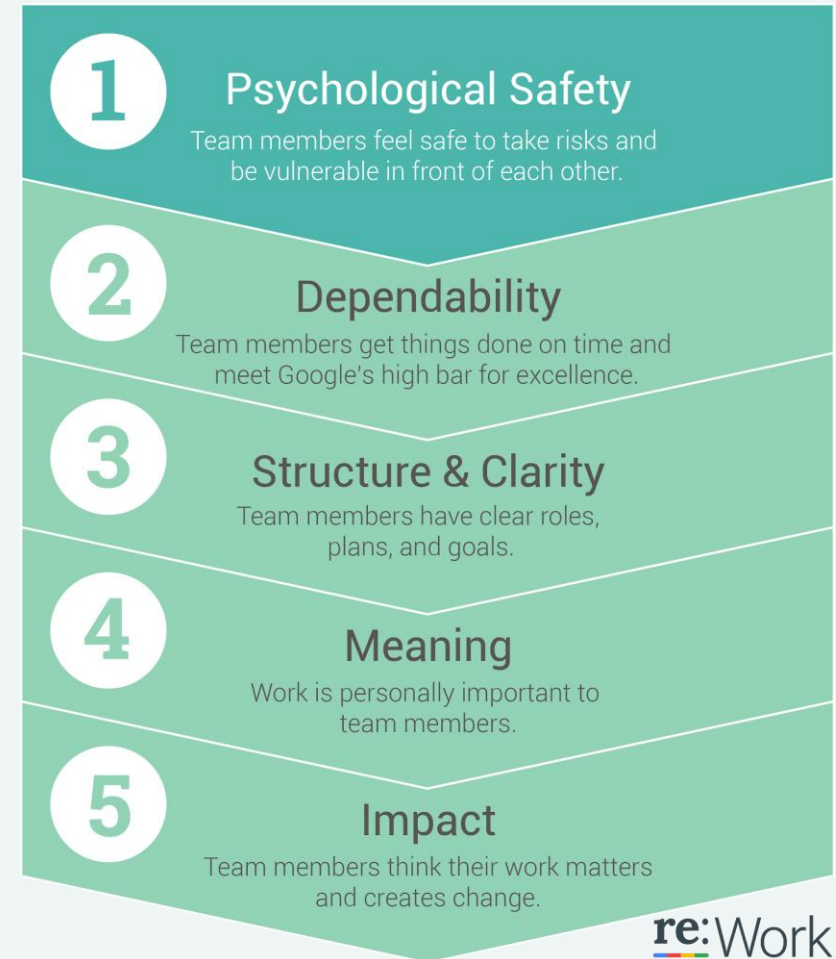 1
Psychological Safety
Team members feel safe to take risks and
be vulnerable in front of each other.
2
Dependability
Team members get things done on time and
meet Google's high bar for excellence.
3
Structure & Clarity
Team members have clear roles,
plans, and goals.
4
Meaning
Work is personally important to
team members.
5
Impact
Team members think their work matters
and creates change.
re:Work